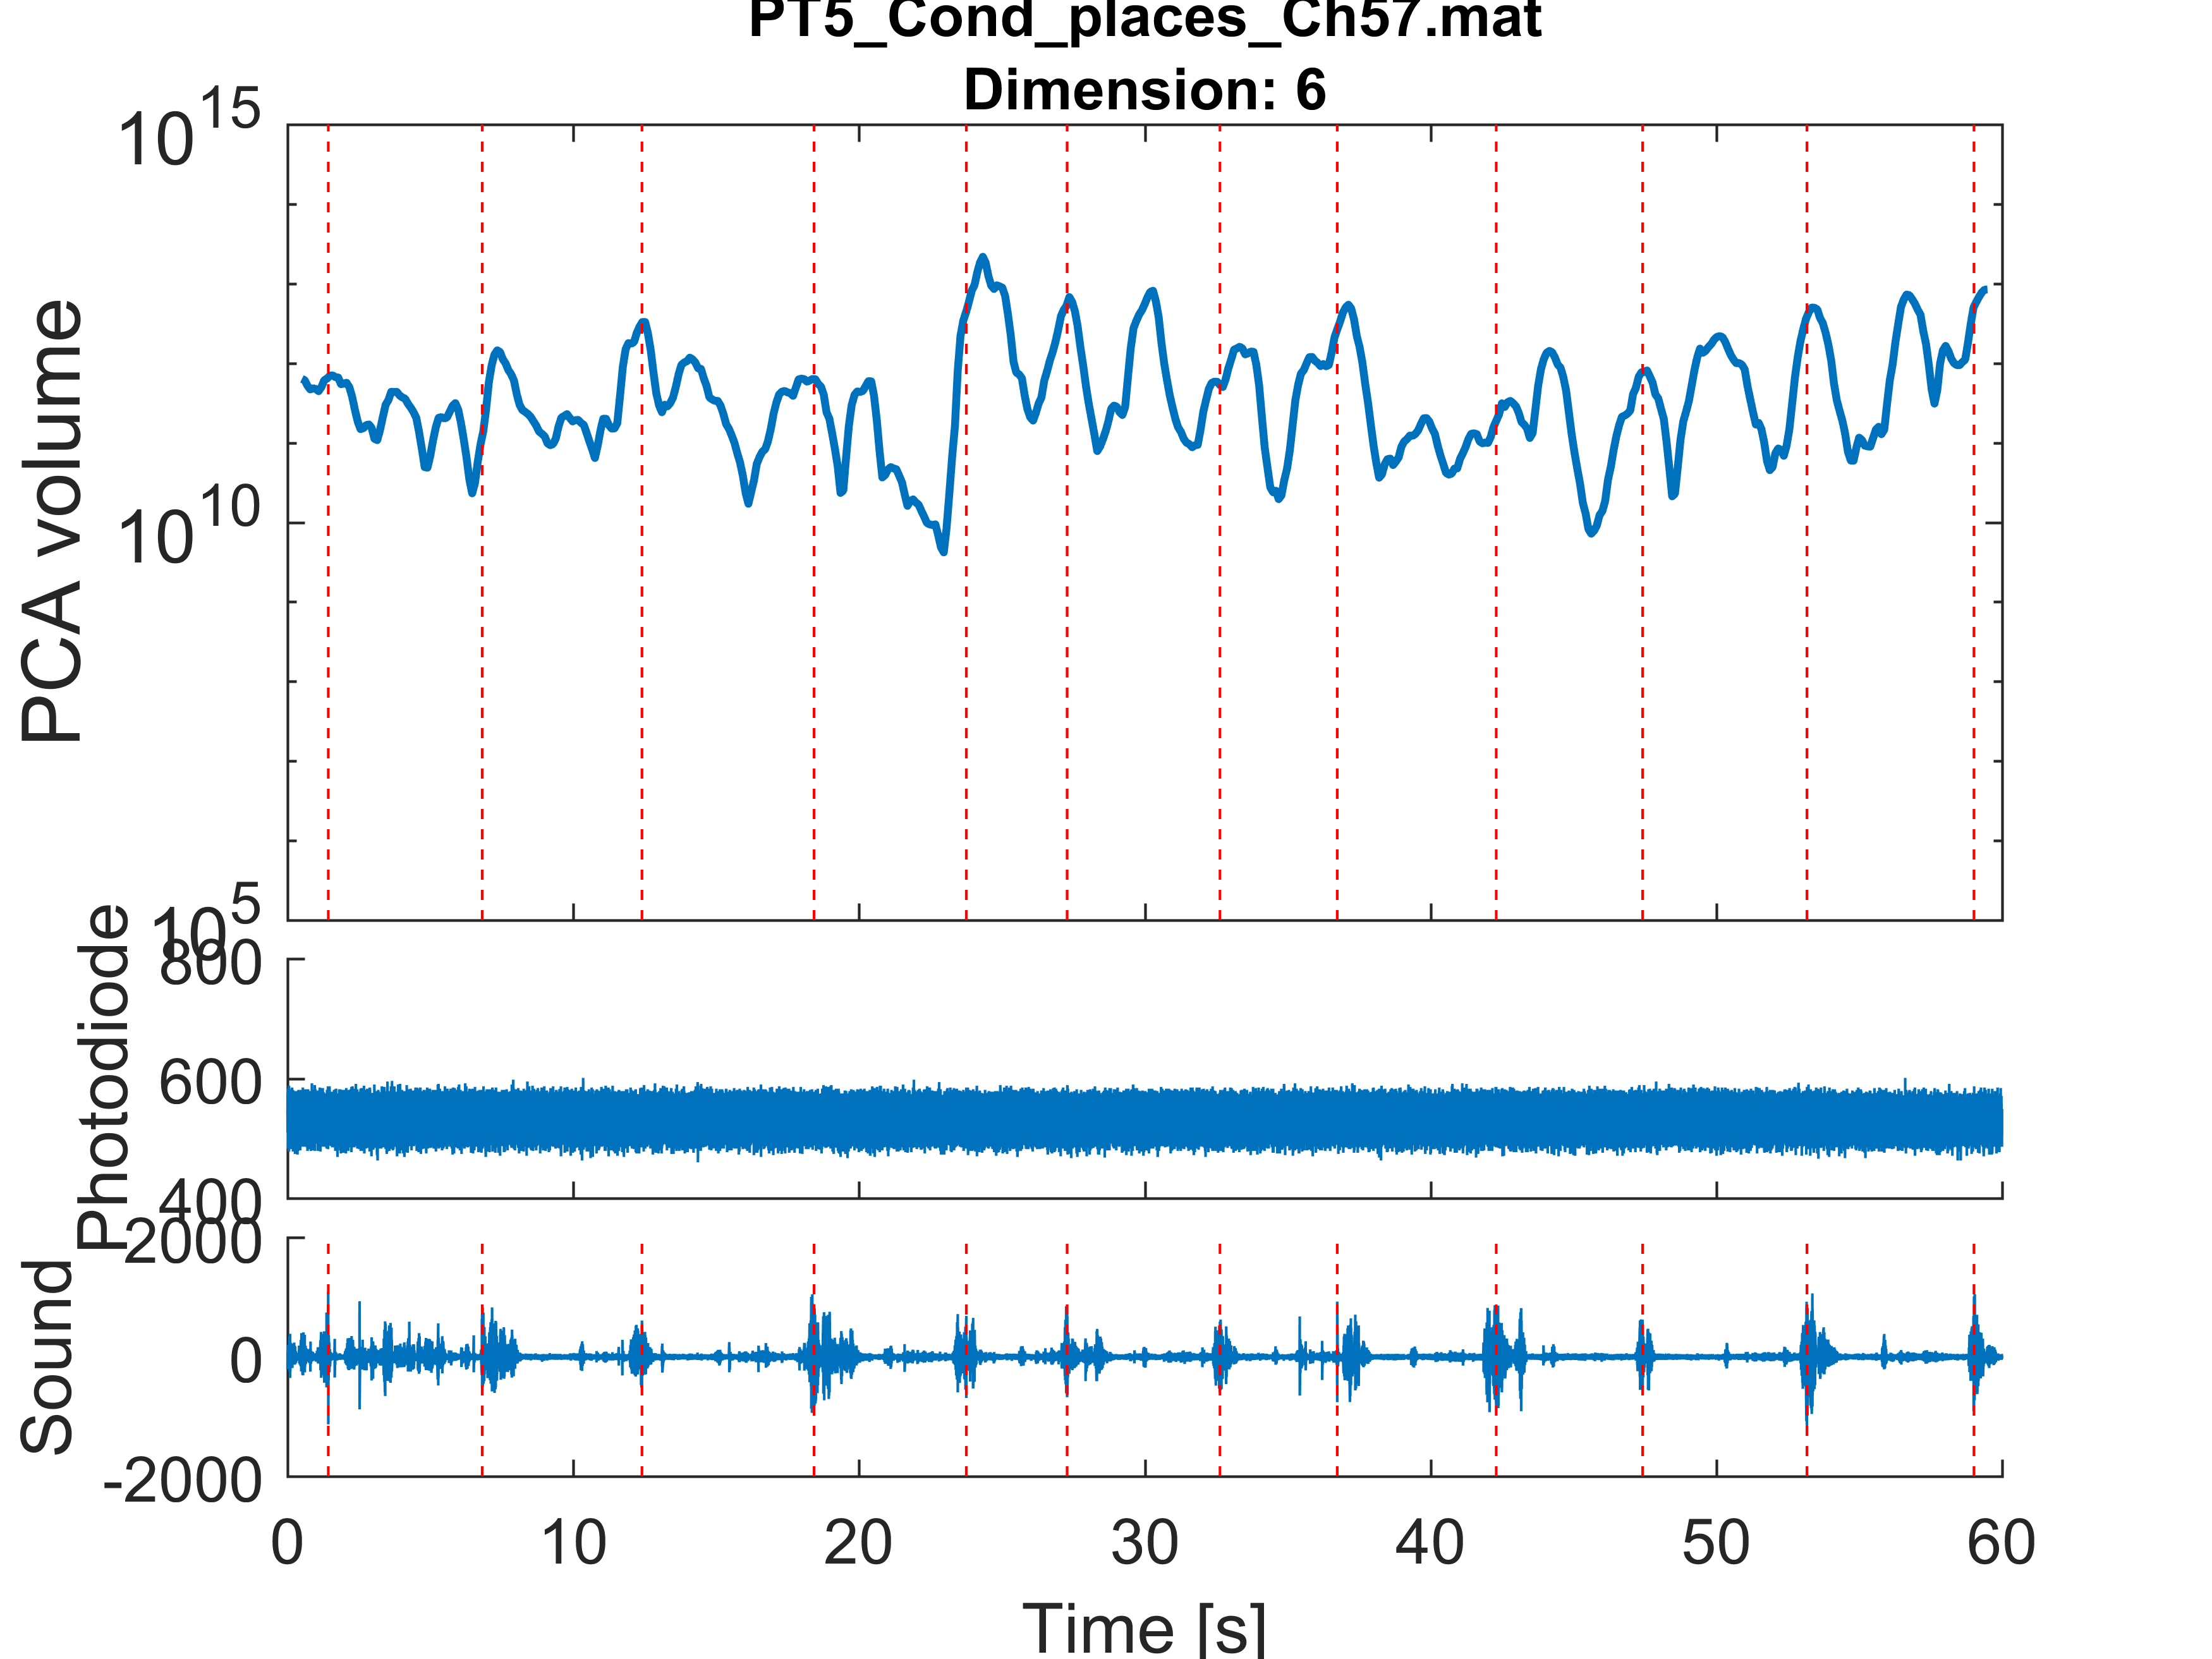 PT5_Cond_places_Ch57.mat
Dimension: 6
PCA volume
10^15
10^10
10^5
Photodiode
800
600
400
Sound
2000
0
-2000
0 10 20 30 40 50 60
Time [s]